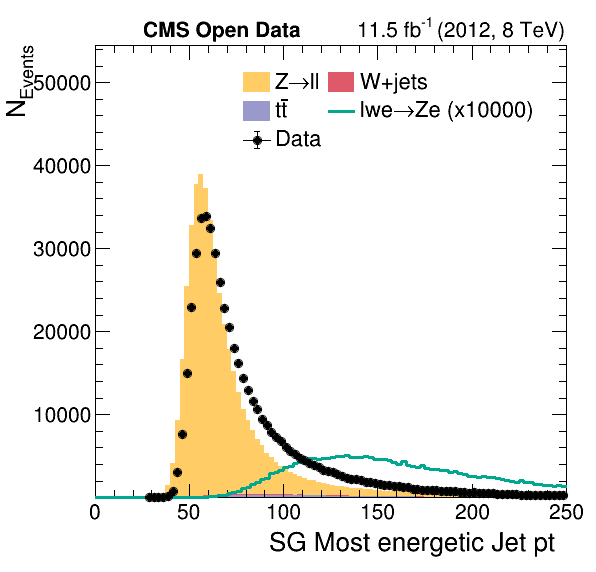 CMS Open Data
11.5 fb⁻¹ (2012, 8 TeV)
N_Events
Z→ll
W+jets
tt̄
lwe→Ze (x10000)
Data
50000
40000
30000
20000
10000
0 50 100 150 200 250
SG Most energetic Jet pt